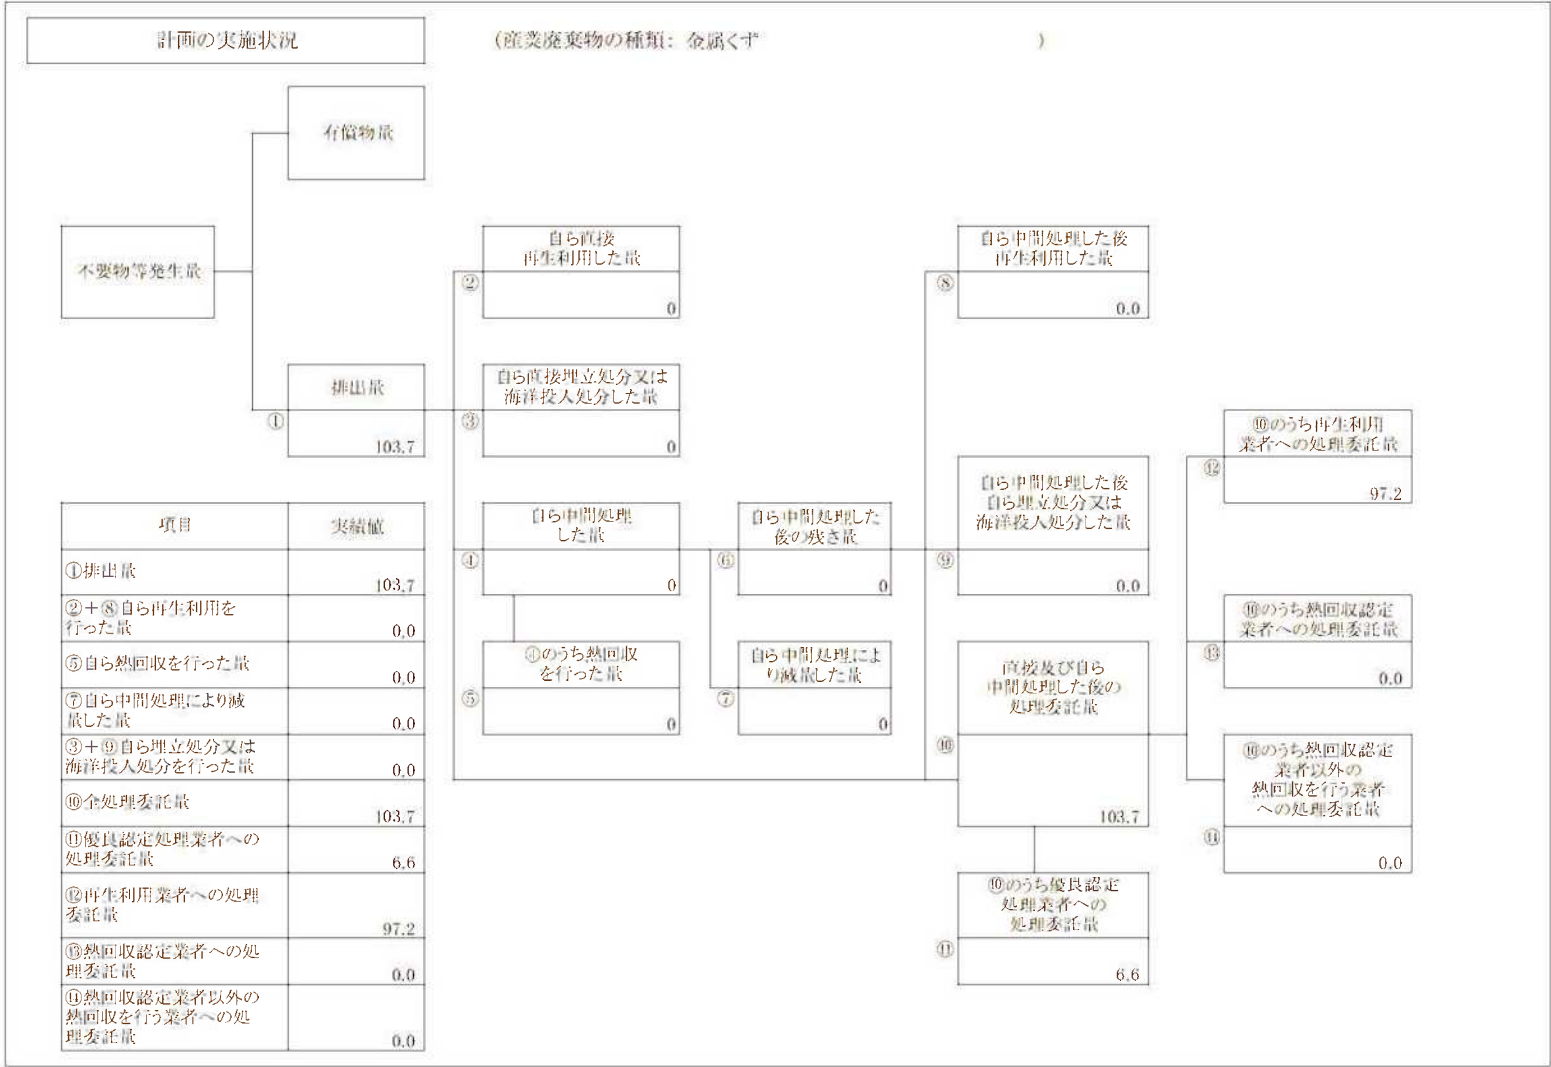 計画の実施状況
(産業廃棄物の種類: 金属くず )
有償物量
不要物等発生量
排出量
①
103.7
自ら直接
再生利用した量
②
0
自ら直接埋立処分又は
海洋投入処分した量
③
0
自ら中間処理
した量
④
0
④のうち熱回収
を行った量
⑤
0
自ら中間処理した
後の残さ量
⑥
0
自ら中間処理によ
り減量した量
⑦
0
自ら中間処理した後
再生利用した量
⑧
0.0
自ら中間処理した後
自ら埋立処分又は
海洋投入処分した量
⑨
0.0
直接及び自ら
中間処理した後の
処理委託量
⑩
103.7
⑩のうち優良認定
処理業者への
処理委託量
⑪
6.6
⑩のうち再生利用
業者への処理委託量
⑫
97.2
⑩のうち熱回収認定
業者への処理委託量
⑬
0.0
⑩のうち熱回収認定
業者以外の
熱回収を行う業者
への処理委託量
⑭
0.0
項目 実績値
①排出量
103.7
②+⑧自ら再生利用を
行った量
0.0
⑤自ら熱回収を行った量
0.0
⑦自ら中間処理により減
量した量
0.0
③+⑨自ら埋立処分又は
海洋投入処分を行った量
0.0
⑩全処理委託量
103.7
⑪優良認定処理業者への
処理委託量
6.6
⑫再生利用業者への処理
委託量
97.2
⑬熱回収認定業者への処
理委託量
0.0
⑭熱回収認定業者以外の
熱回収を行う業者への処
理委託量
0.0